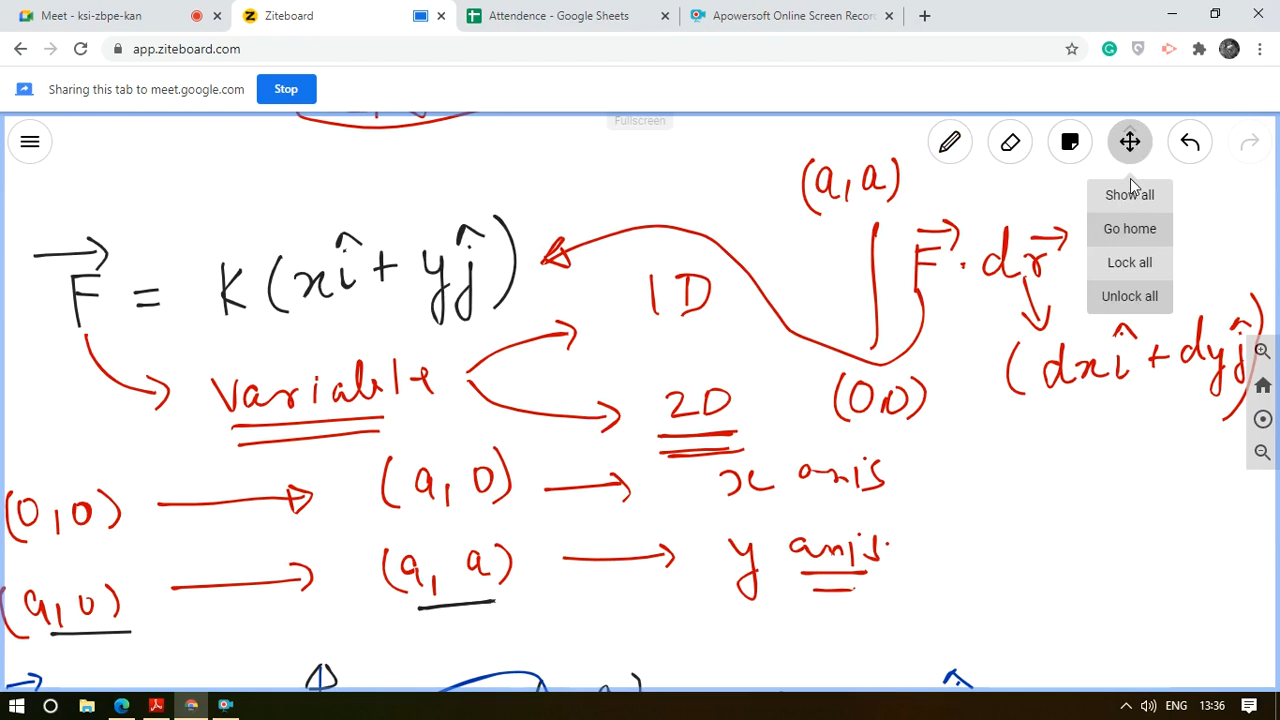 Meet - ksi-zbpe-kan
Ziteboard
Attendence - Google Sheets
Apowersoft Online Screen Recor
app.ziteboard.com
Sharing this tab to meet.google.com
Stop
Fullscreen
Show all
Go home
Lock all
Unlock all
(a, a)
F = K(xî + yĵ)
1D
∫ F · dr
(dxî + dyĵ)
variable
2D
(0,0)
(0,0) → (a, 0) → x axis
(a, 0) → (a, a) → y axis.
ENG
13:36